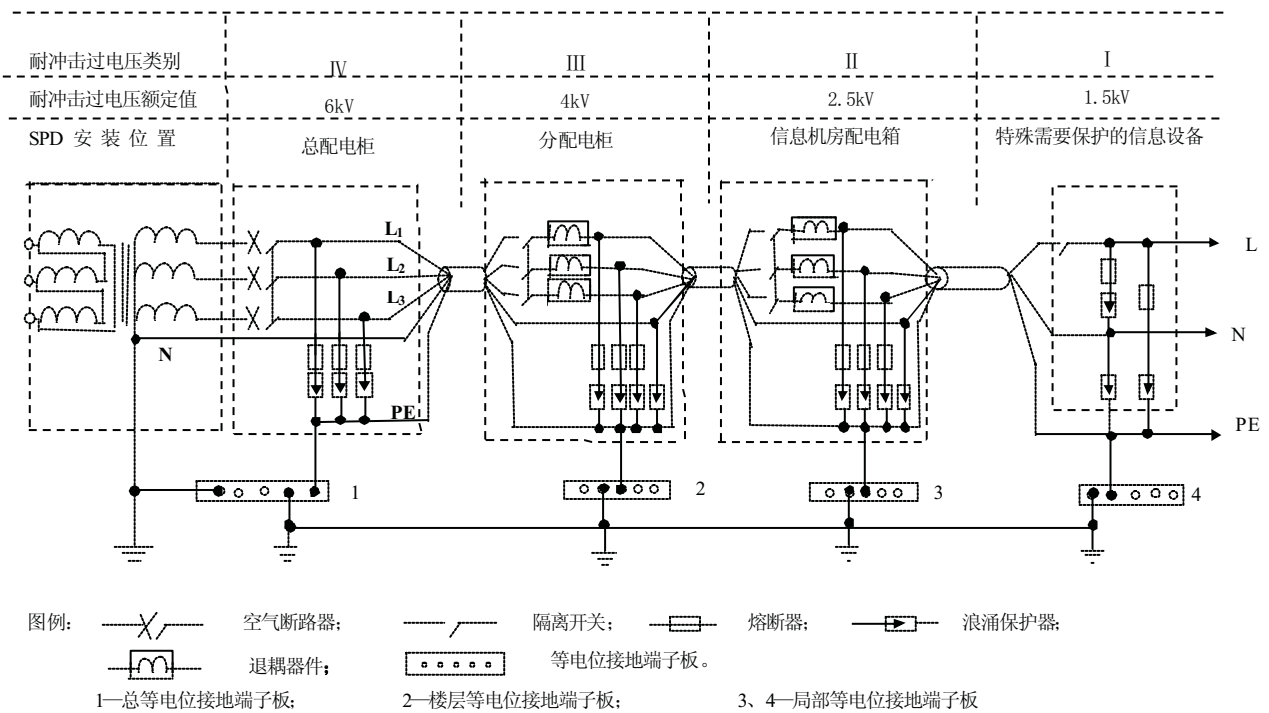 耐冲击过电压类别 Ⅳ Ⅲ Ⅱ Ⅰ
耐冲击过电压额定值 6kV 4kV 2.5kV 1.5kV
SPD 安 装 位 置 总配电柜 分配电柜 信息机房配电箱 特殊需要保护的信息设备
L1
L2
L3
N
PE
L
N
PE
1
2
3
4
图例: 空气断路器; 隔离开关; 熔断器; 浪涌保护器;
退耦器件; 等电位接地端子板。
1—总等电位接地端子板; 2—楼层等电位接地端子板; 3、4—局部等电位接地端子板